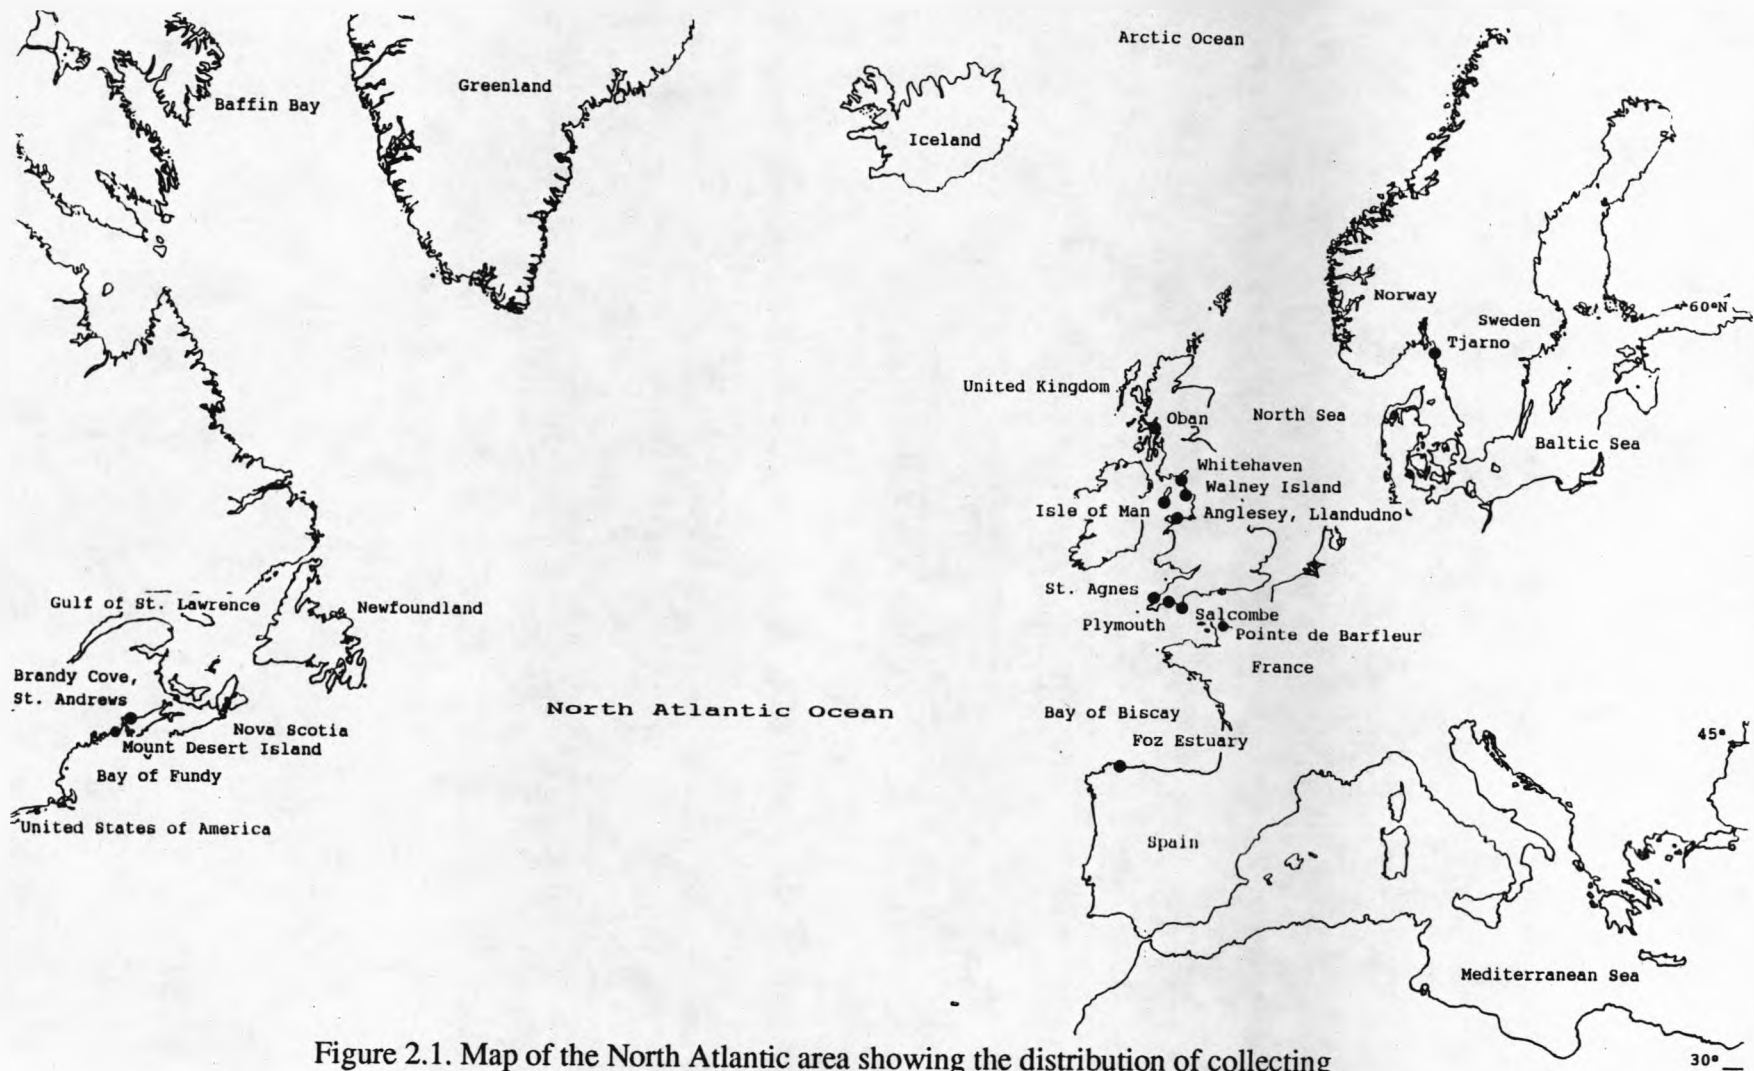 Arctic Ocean
Greenland
Baffin Bay
Iceland
Norway
60°N
Sweden
Tjarno
United Kingdom
North Sea
Oban
Baltic Sea
Whitehaven
Walney Island
Isle of Man
Anglesey, Llandudno
St. Agnes
Gulf of St. Lawrence
Newfoundland
Salcombe
Plymouth
Pointe de Barfleur
France
Brandy Cove,
St. Andrews
North Atlantic Ocean
Bay of Biscay
Nova Scotia
45°
Foz Estuary
Mount Desert Island
Bay of Fundy
United States of America
Spain
Mediterranean Sea
Figure 2.1. Map of the North Atlantic area showing the distribution of collecting
30°